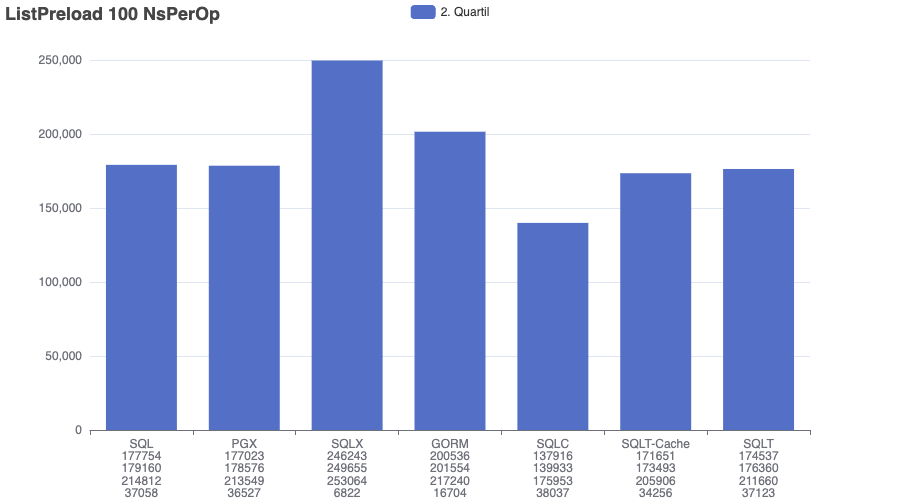 ListPreload 100 NsPerOp
2. Quartil
250,000
200,000
150,000
100,000
50,000
0
SQL PGX SQLX GORM SQLC SQLT-Cache SQLT
177754 177023 246243 200536 137916 171651 174537
179160 178576 249655 201554 139933 173493 176360
214812 213549 253064 217240 175953 205906 211660
37058 36527 6822 16704 38037 34256 37123